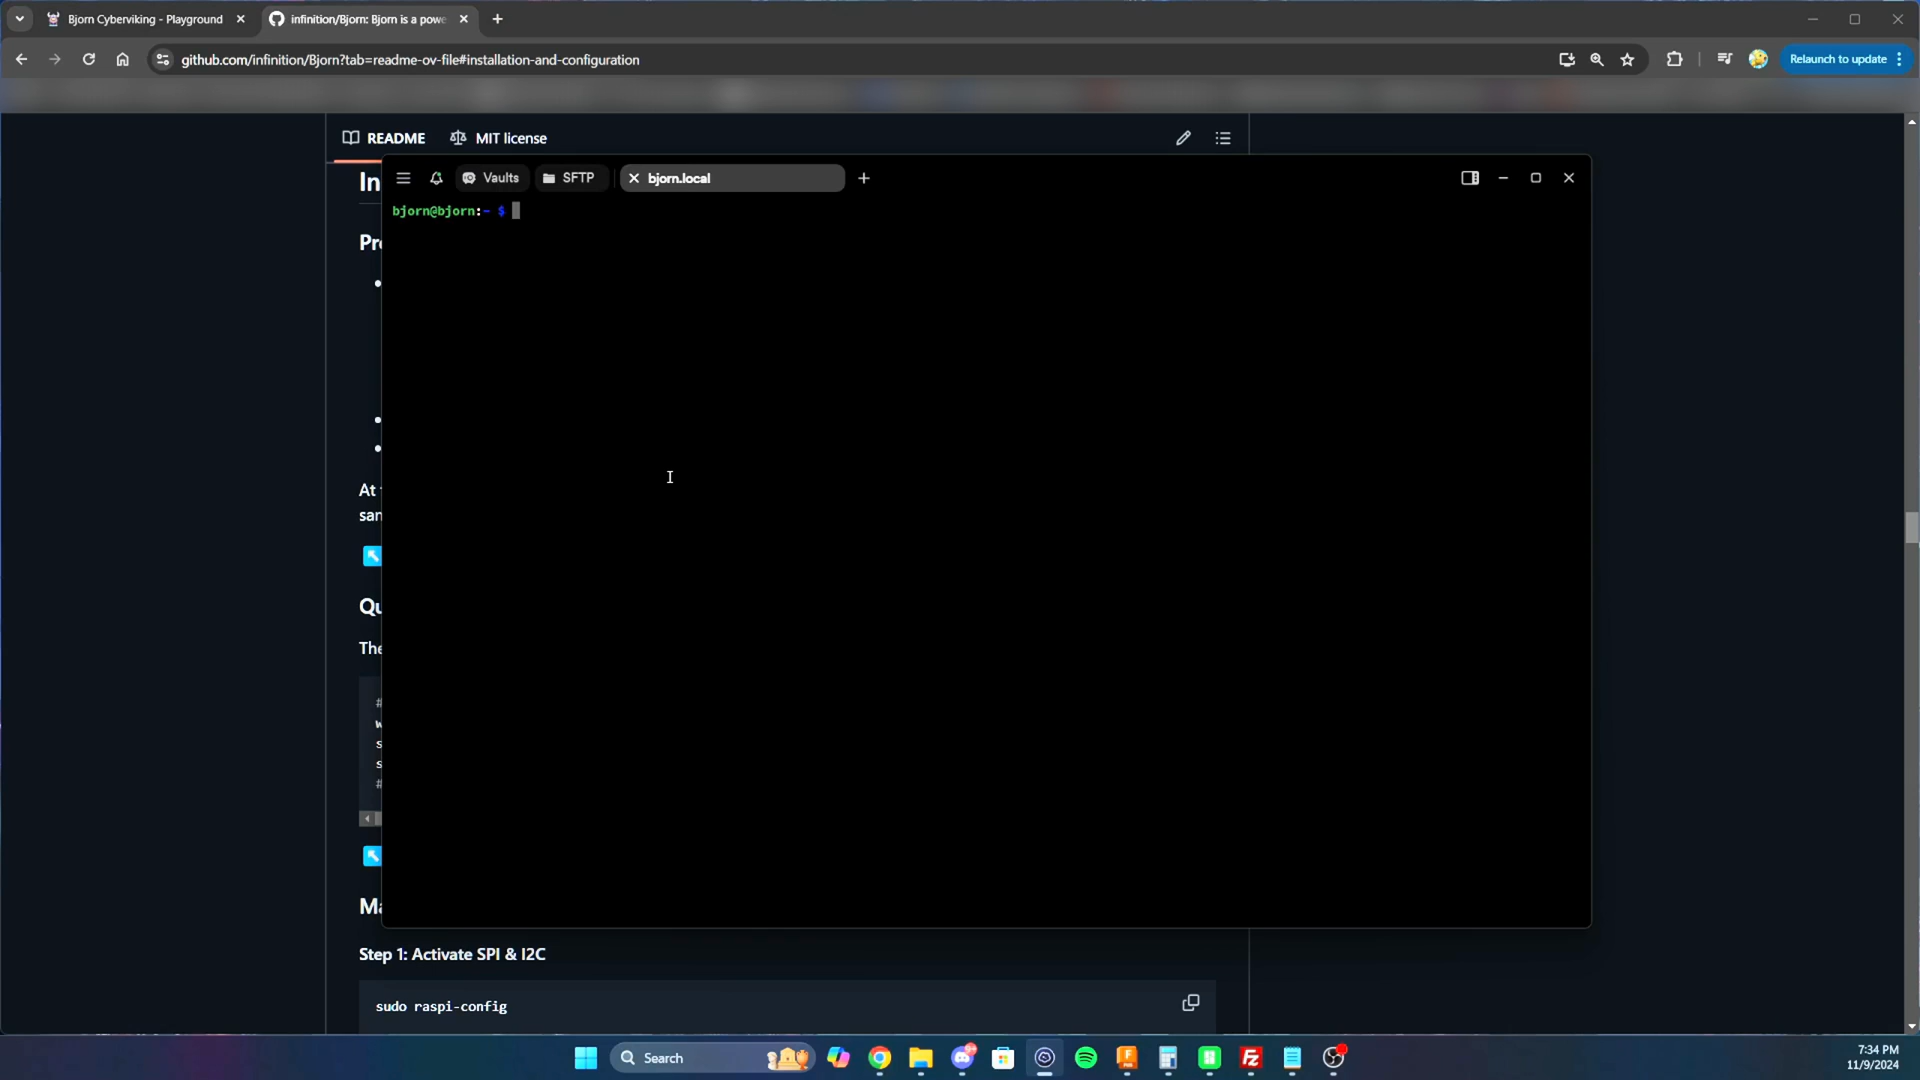 Bjorn Cyberviking - Playground
infinition/Bjorn: Bjorn is a powe
github.com/infinition/Bjorn?tab=readme-ov-file#installation-and-configuration
Relaunch to update
README
MIT license
In
Vaults
SFTP
bjorn.local
bjorn@bjorn:~ $
Pre
At
san
Qu
The
#
w
s
s
#
Ma
Step 1: Activate SPI & I2C
sudo raspi-config
Search
7:34 PM
11/9/2024